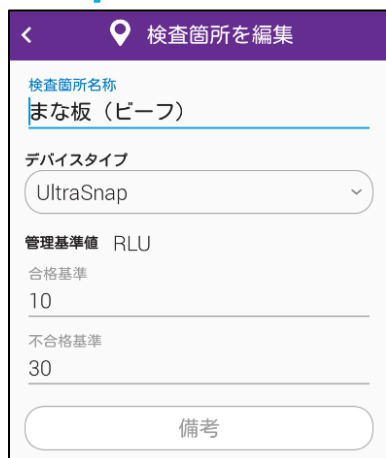 検査箇所を編集
検査箇所名称
まな板（ビーフ）
デバイスタイプ
UltraSnap
管理基準値 RLU
合格基準
10
不合格基準
30
備考